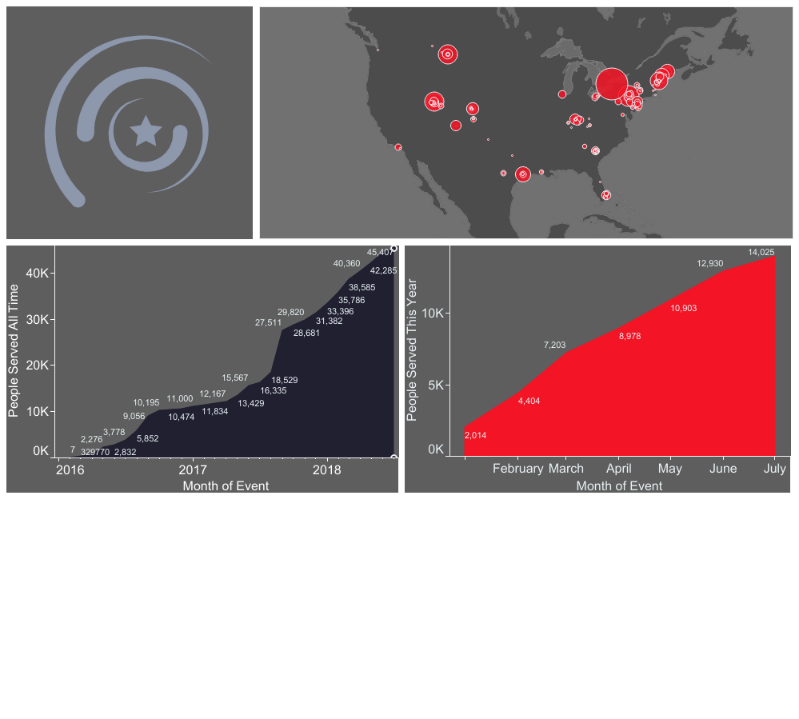 45,407
40,360
42,285
40K
38,585
35,786
29,820
33,396
30K
27,511
31,382
28,681
20K
15,567
18,529
16,335
10,195
11,000
12,167
13,429
10K
9,056
10,474
11,834
3,778
2,276
5,852
7
329770
2,832
0K
2016
2017
2018
Month of Event
People Served All Time
14,025
12,930
10,903
10K
8,978
7,203
5K
4,404
2,014
0K
February March April May June July
Month of Event
People Served This Year